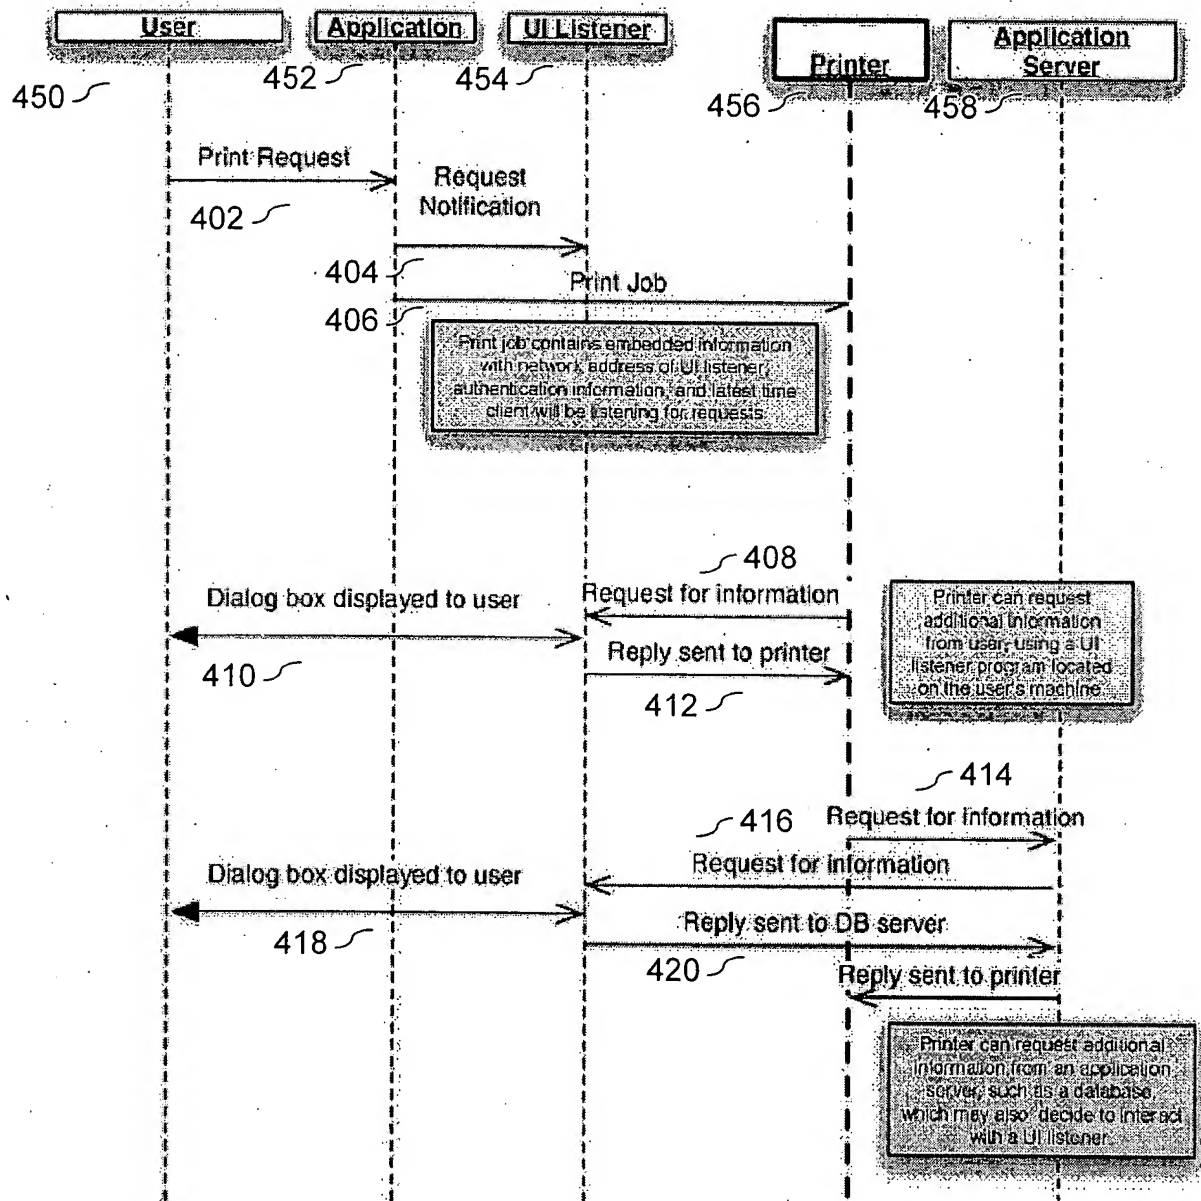 User
Application
UI Listener
Printer
Application
Server
450
452
454
456
458
Print Request
402
Request
Notification
404
Print Job
406
Print job contains embedded information
with network address of UI listener,
authentication information, and latest time
client will be listening for requests
408
Request for information
Dialog box displayed to user
410
Reply sent to printer
412
Printer can request
additional information
from user, using a UI
listener program located
on the user's machine
414
Request for information
416
Request for information
Dialog box displayed to user
418
Reply sent to DB server
420
Reply sent to printer
Printer can request additional
information from an application
server, such as a database,
which may also decide to interact
with a UI listener.